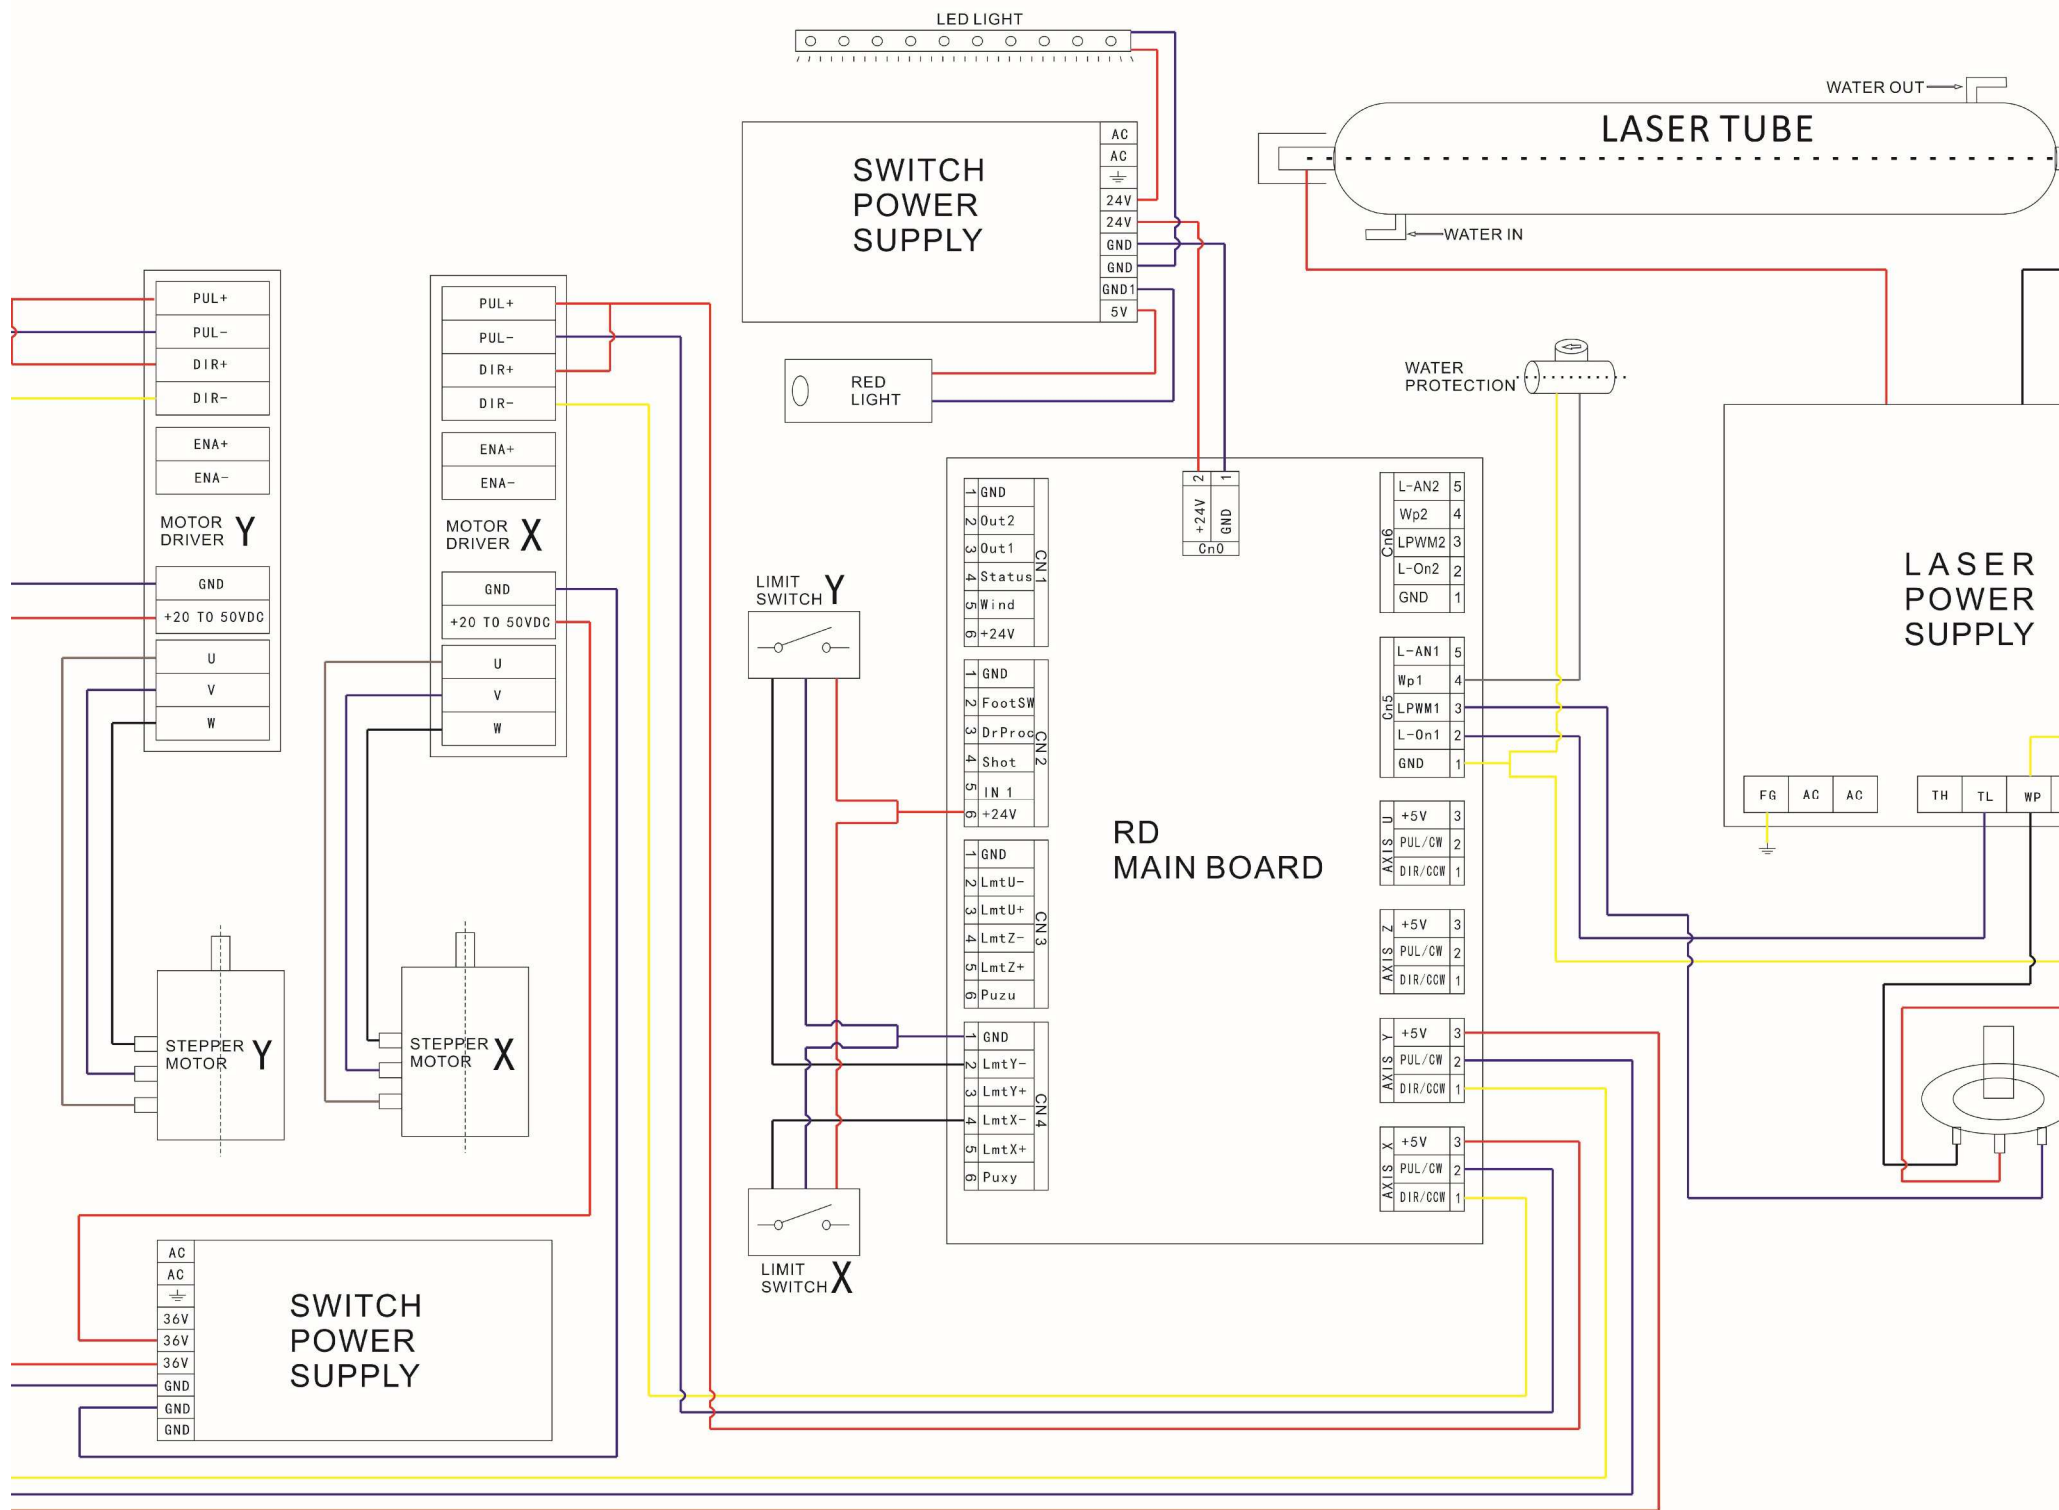 LED LIGHT
SWITCH
POWER
SUPPLY
AC
AC
24V
24V
GND
GND
GND1
5V
RED
LIGHT
WATER OUT
LASER TUBE
WATER IN
WATER
PROTECTION
PUL+
PUL-
DIR+
DIR-
ENA+
ENA-
MOTOR
DRIVER Y
GND
+20 TO 50VDC
U
V
W
PUL+
PUL-
DIR+
DIR-
ENA+
ENA-
MOTOR
DRIVER X
GND
+20 TO 50VDC
U
V
W
STEPPER
MOTOR Y
STEPPER
MOTOR X
AC
AC
36V
36V
36V
GND
GND
GND
SWITCH
POWER
SUPPLY
LIMIT
SWITCH Y
LIMIT
SWITCH X
RD
MAIN BOARD
2 1
+24V GND
Cn0
CN1
1 GND
2 Out2
3 Out1
4 Status
5 Wind
6 +24V
CN2
1 GND
2 FootSW
3 DrProc
4 Shot
5 IN 1
6 +24V
CN3
1 GND
2 LmtU-
3 LmtU+
4 LmtZ-
5 LmtZ+
6 Puzu
CN4
1 GND
2 LmtY-
3 LmtY+
4 LmtX-
5 LmtX+
6 Puxy
Cn6
L-AN2 5
Wp2 4
LPWM2 3
L-On2 2
GND 1
Cn5
L-AN1 5
Wp1 4
LPWM1 3
L-On1 2
GND 1
AXIS U
+5V 3
PUL/CW 2
DIR/CCW 1
AXIS Z
+5V 3
PUL/CW 2
DIR/CCW 1
AXIS Y
+5V 3
PUL/CW 2
DIR/CCW 1
AXIS X
+5V 3
PUL/CW 2
DIR/CCW 1
LASER
POWER
SUPPLY
FG AC AC
TH TL WP